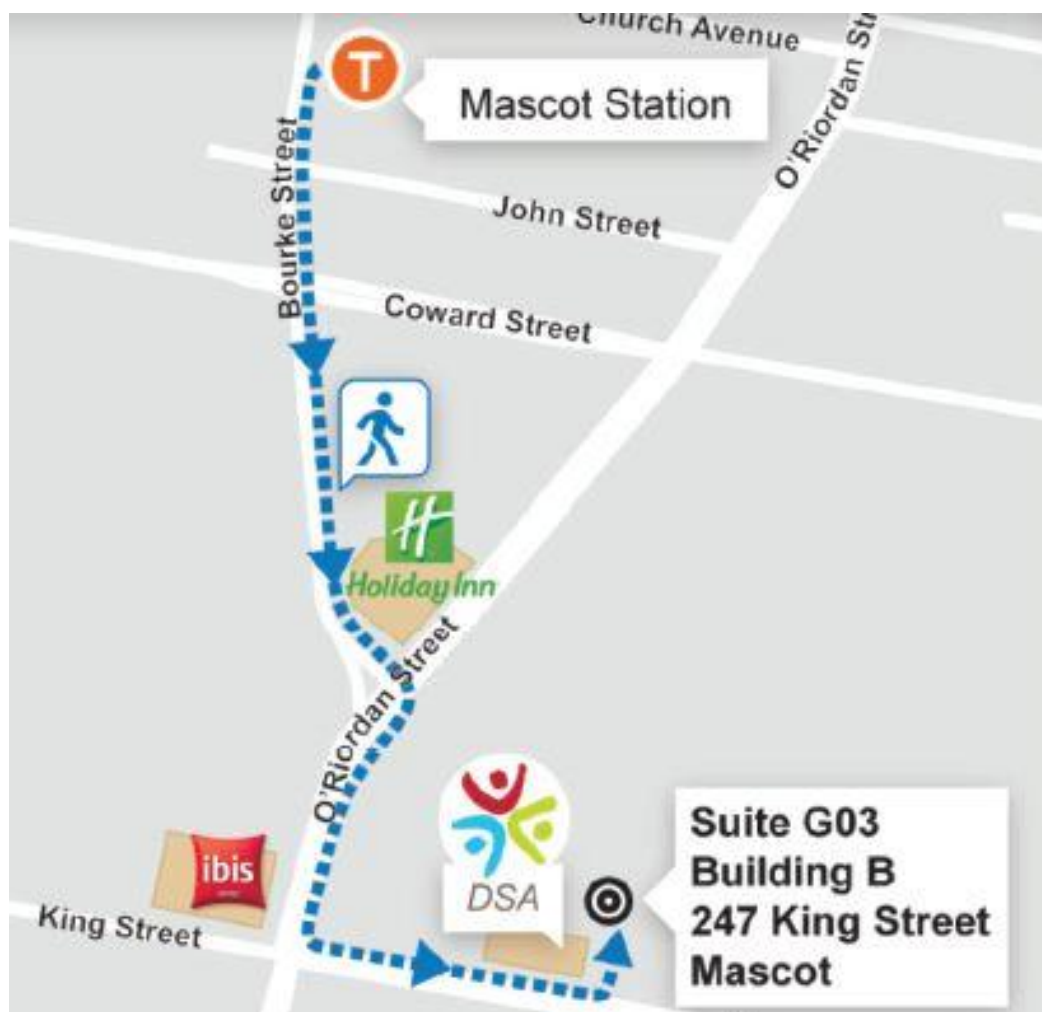 Church Avenue
O'Riordan Str
T
Mascot Station
Bourke Street
John Street
Coward Street
H
Holiday Inn
O'Riordan Street
ibis
DSA
King Street
Suite G03
Building B
247 King Street
Mascot